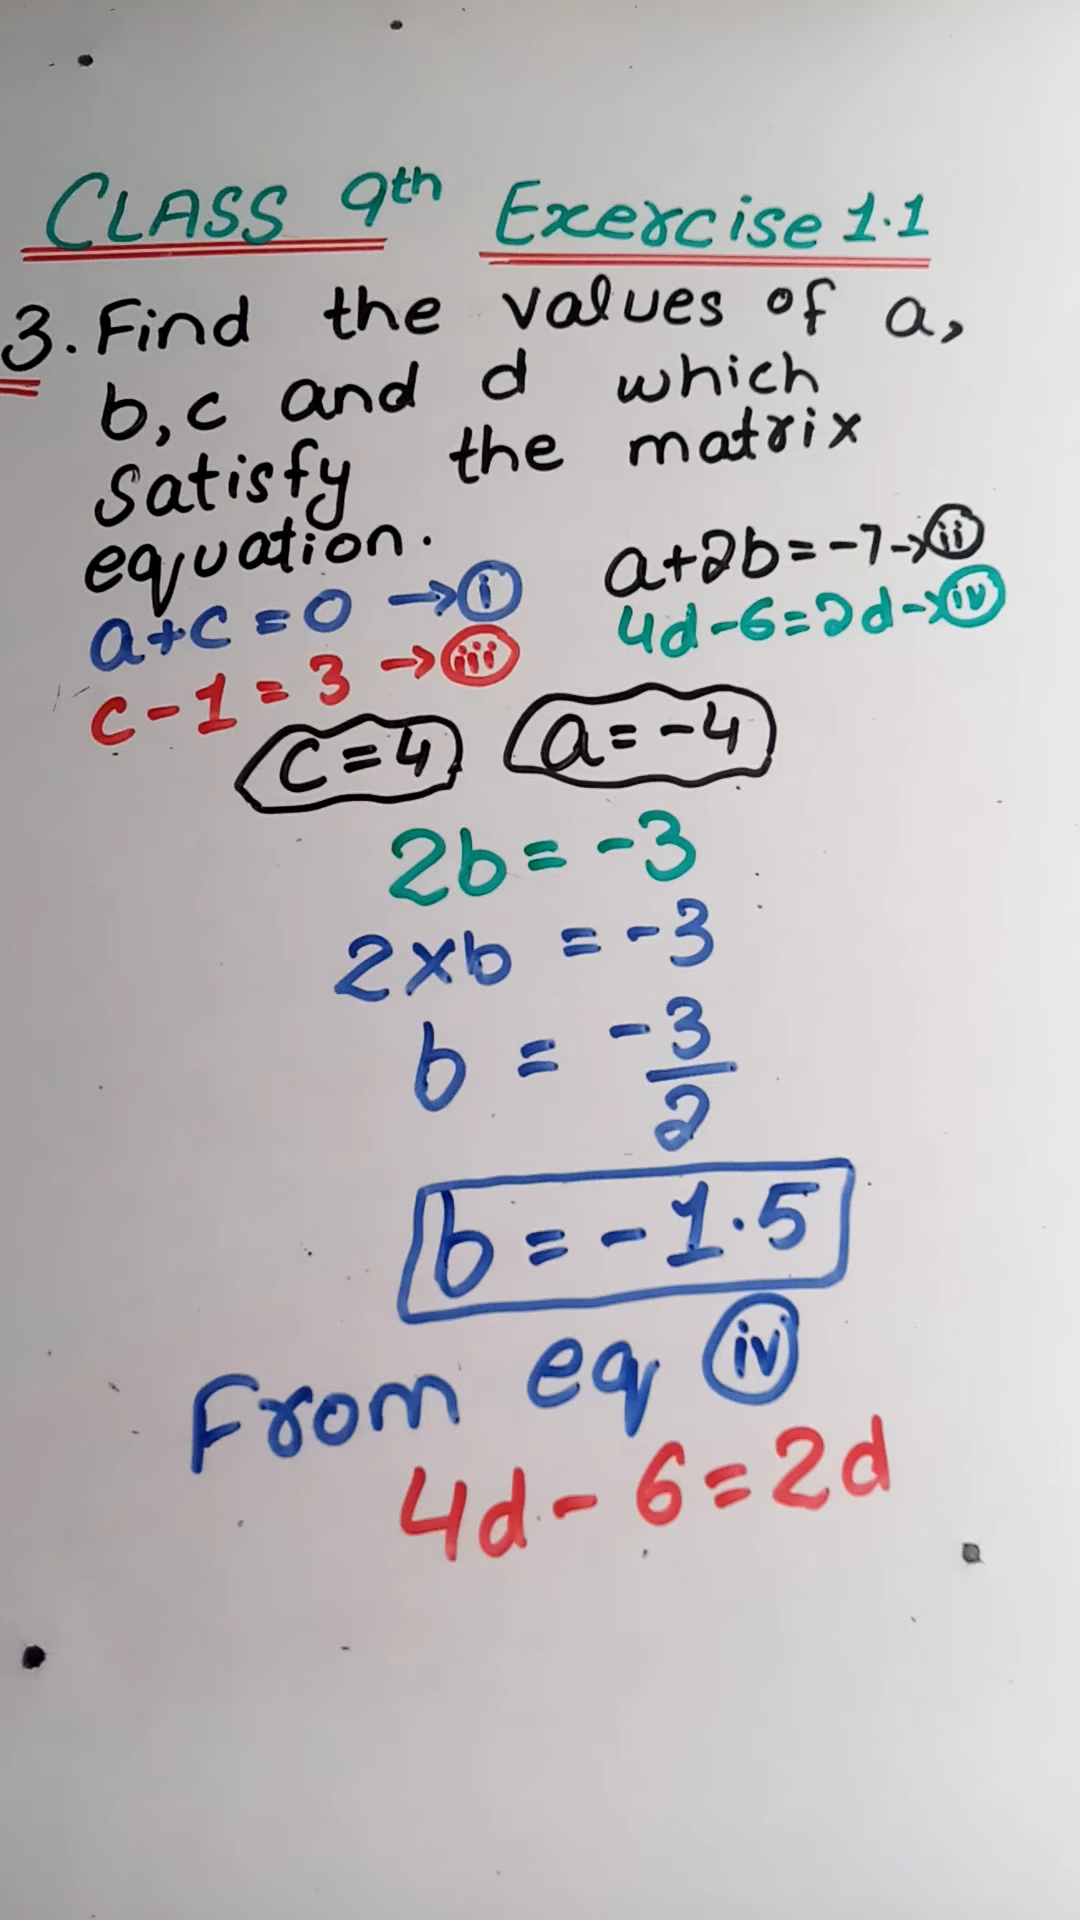 CLASS 9th Exercise 1.1
3. Find the values of a,
b, c and d which
Satisfy the matrix
equation.
a+c=0 →(i) a+2b=-7→(ii)
c-1=3 →(iii) 4d-6=2d→(iv)
c=4 a=-4
2b=-3
2×b=-3
b = -3/2
b=-1.5
From eq (iv)
4d-6=2d